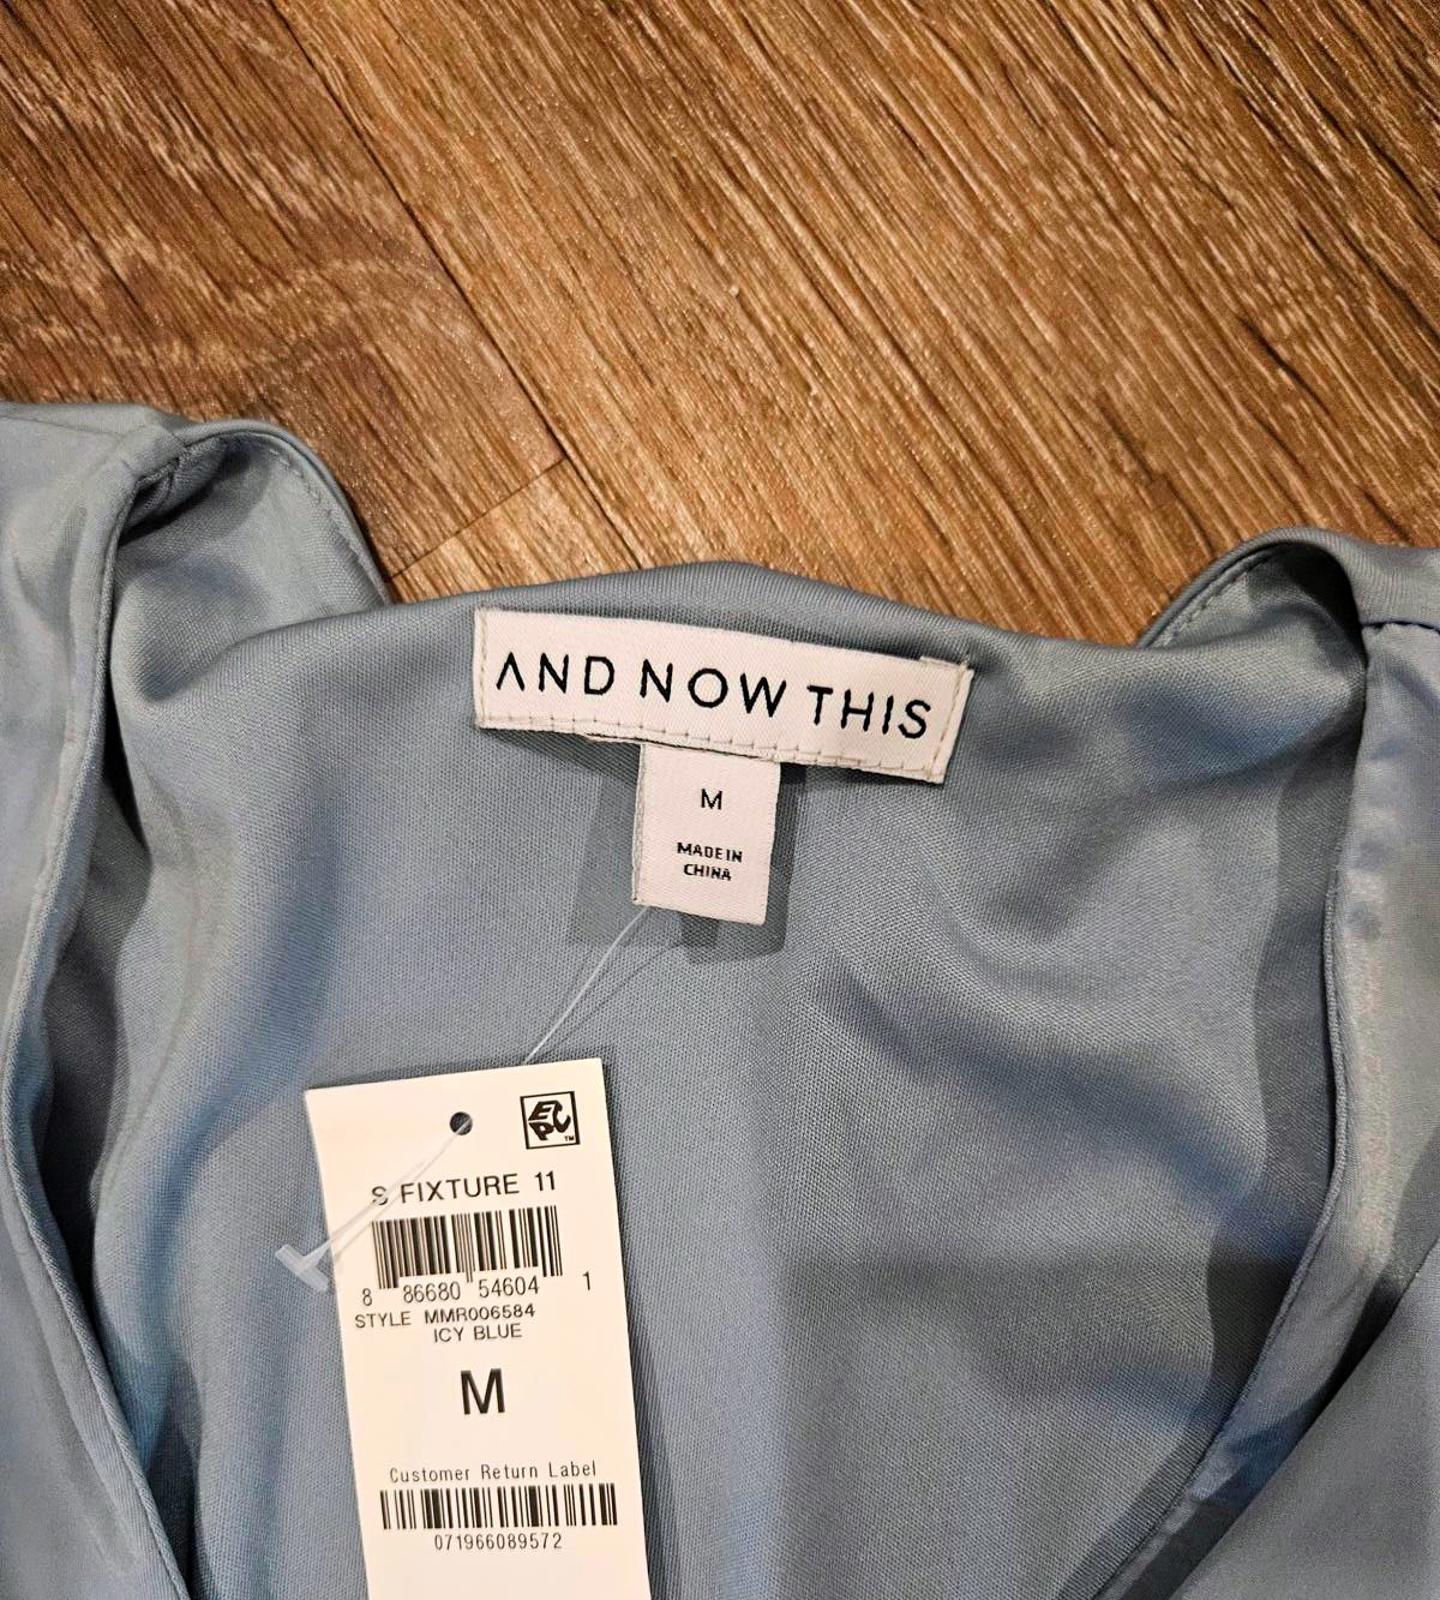 AND NOW THIS
M
MADE IN
CHINA
EPC™
S FIXTURE 11
8 86680 54604 1
STYLE MMR006584
ICY BLUE
M
Customer Return Label
071966089572